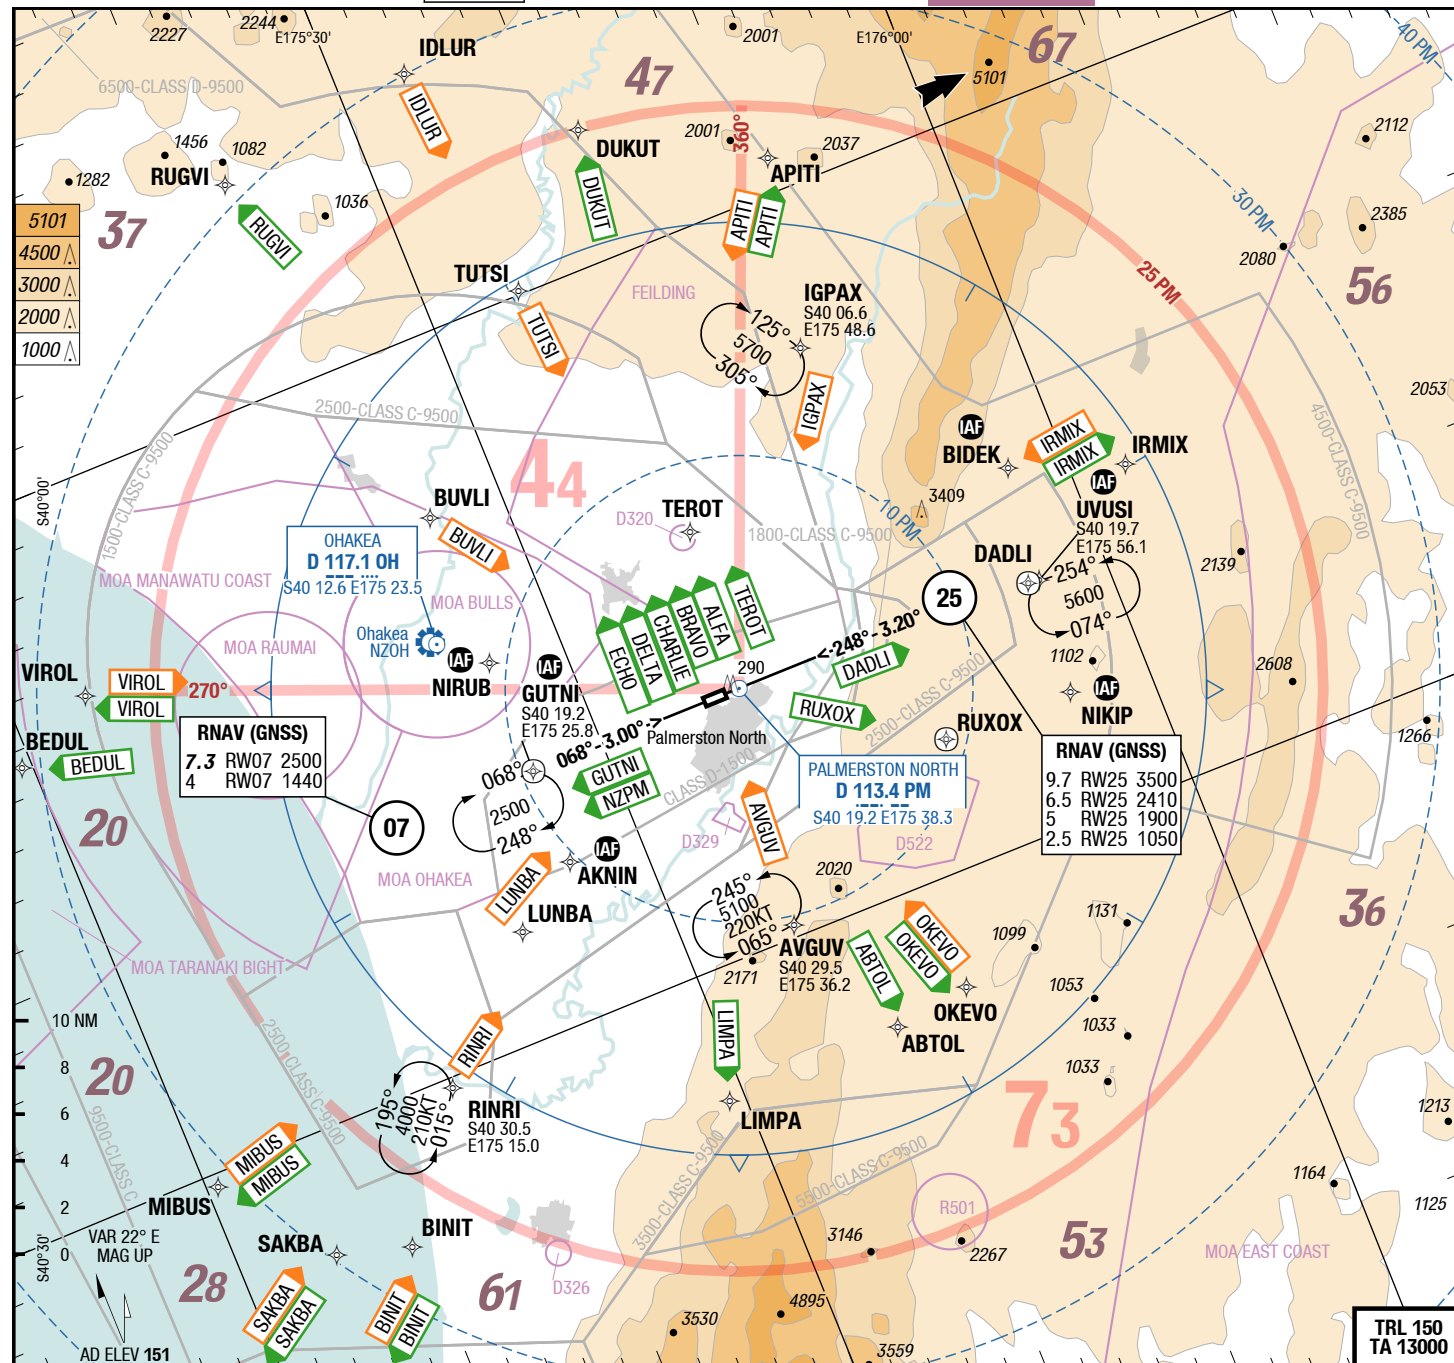 2227
2244
E175°30'
IDLUR
2001
E176°00'
67
40 PM
6500-CLASS D-9500
47
5101
IDLUR
DUKUT
2001
360°
2037
2112
1456
1082
RUGVI
1282
APITI
1036
37
RUGVI
DUKUT
APITI
APITI
30 PM
2385
2080
5101
4500
3000
2000
1000
TUTSI
FEILDING
IGPAX
S40 06.6
E175 48.6
25 PM
56
TUTSI
125°
5700
305°
IGPAX
2053
2500-CLASS C-9500
4500-CLASS C-9500
1500-CLASS C-9500
44
IAF
BIDEK
IRMIX
IRMIX
IRMIX
S40°00'
BUVLI
3409
IAF
UVUSI
S40 19.7
E175 56.1
D320
TEROT
10 PM
BUVLI
1800-CLASS C-9500
OHAKEA
D 117.1 OH
S40 12.6 E175 23.5
DADLI
254°
5600
074°
2139
MOA MANAWATU COAST
MOA BULLS
25
MOA RAUMAI
Ohakea
NZOH
ECHO
DELTA
CHARLIE
BRAVO
ALFA
TEROT
248°-3.20°
DADLI
1102
2608
VIROL
VIROL
VIROL
270°
IAF
NIRUB
IAF
GUTNI
S40 19.2
E175 25.8
290
RUXOX
2500-CLASS C-9500
RUXOX
IAF
NIKIP
BEDUL
BEDUL
RNAV (GNSS)
7.3 RW07 2500
4 RW07 1440
068°-3.00°
Palmerston North
1266
RNAV (GNSS)
9.7 RW25 3500
6.5 RW25 2410
5 RW25 1900
2.5 RW25 1050
068°
2500
248°
GUTNI
NZPM
CLASS D-1500
PALMERSTON NORTH
D 113.4 PM
S40 19.2 E175 38.3
20
07
AVGUV
D329
D522
IAF
AKNIN
MOA OHAKEA
LUNBA
LUNBA
2020
245°
5100
220KT
065°
36
1131
AVGUV
S40 29.5
E175 36.2
2171
ABTOL
OKEVO
OKEVO
1099
MOA TARANAKI BIGHT
OKEVO
1053
10 NM
2500-CLASS C-9500
RINRI
LIMPA
ABTOL
1033
8
20
1033
195°
4000
210KT
015°
RINRI
S40 30.5
E175 15.0
LIMPA
73
1213
6
9500-CLASS C
MIBUS
MIBUS
4
MIBUS
3500-CLASS C-9500
5500-CLASS C-9500
1164
2
R501
1125
VAR 22° E
MAG UP
S40°30'
0
SAKBA
BINIT
3146
2267
53
MOA EAST COAST
28
SAKBA
SAKBA
BINIT
BINIT
61
D326
3530
4895
AD ELEV 151
3559
TRL 150
TA 13000